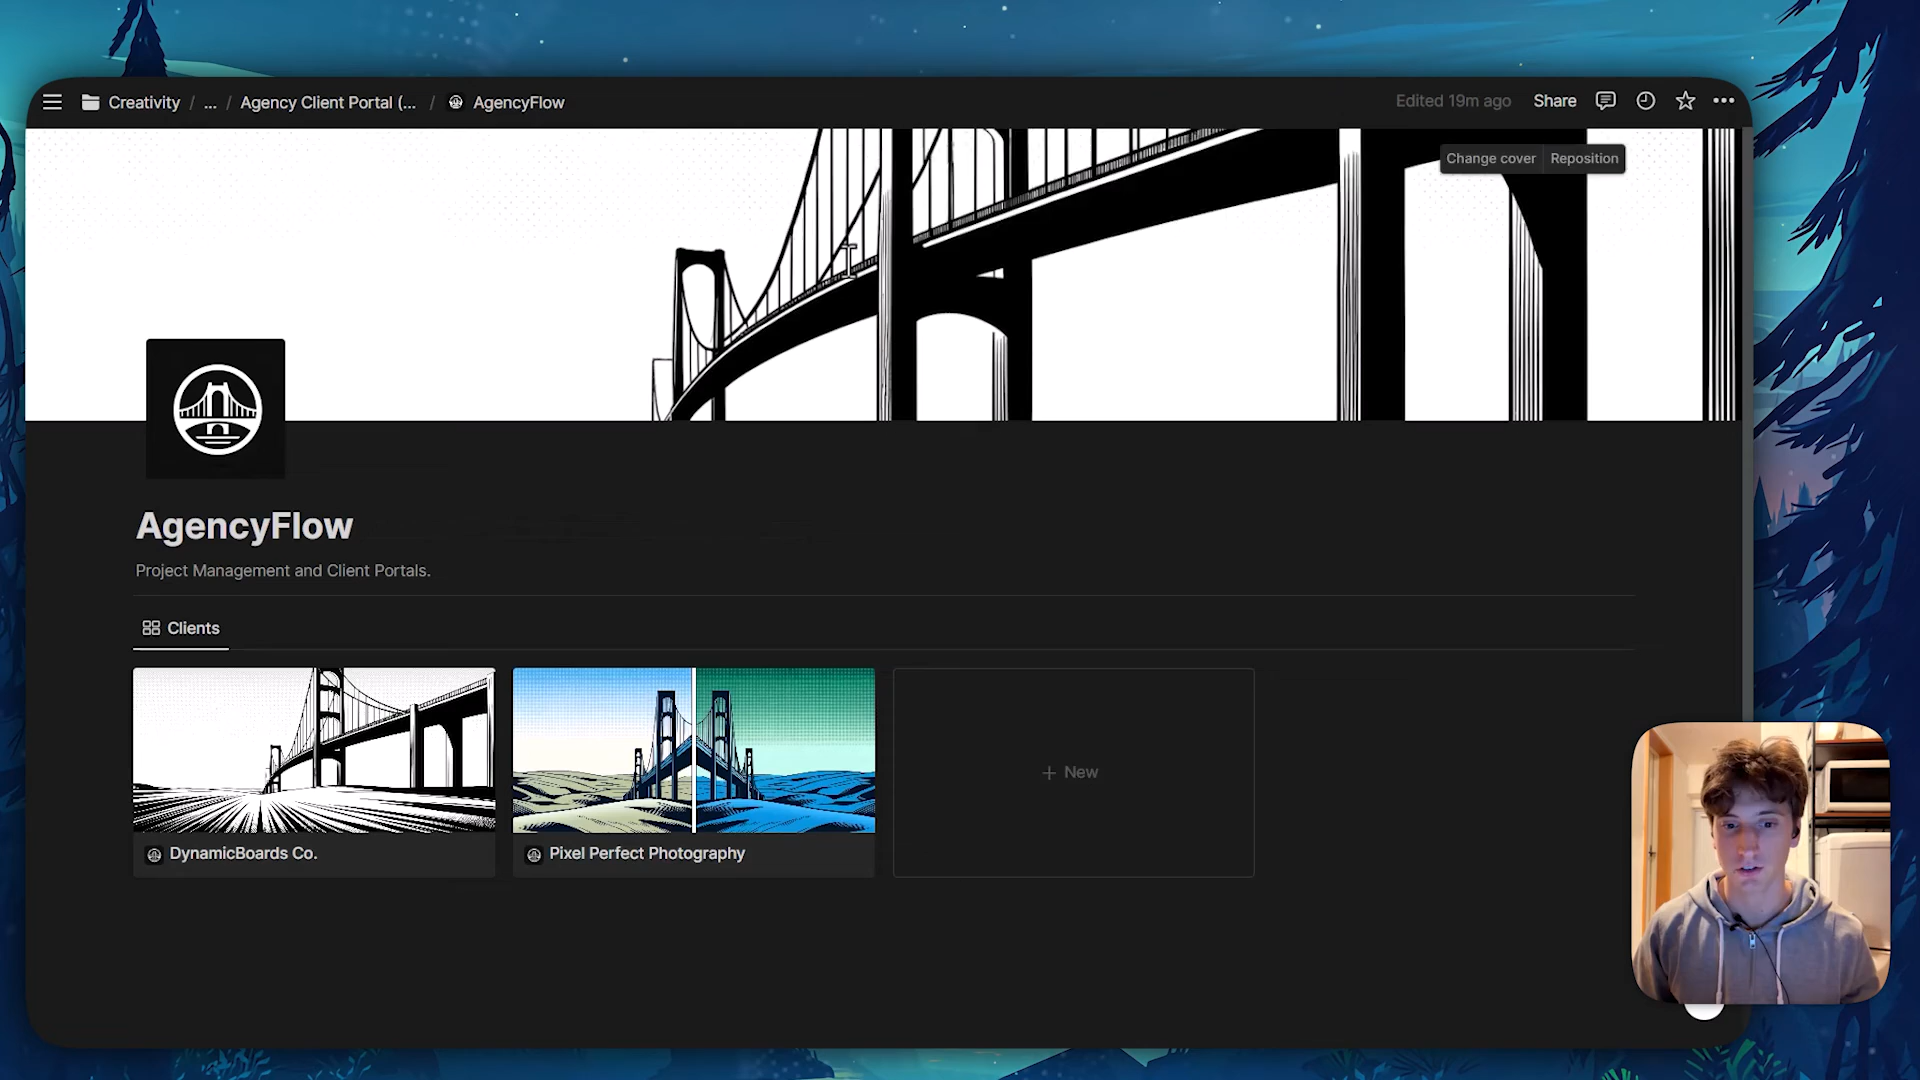 Creativity / ... / Agency Client Portal (... / AgencyFlow
Edited 19m ago Share
Change cover Reposition
AgencyFlow
Project Management and Client Portals.
Clients
DynamicBoards Co.
Pixel Perfect Photography
+ New